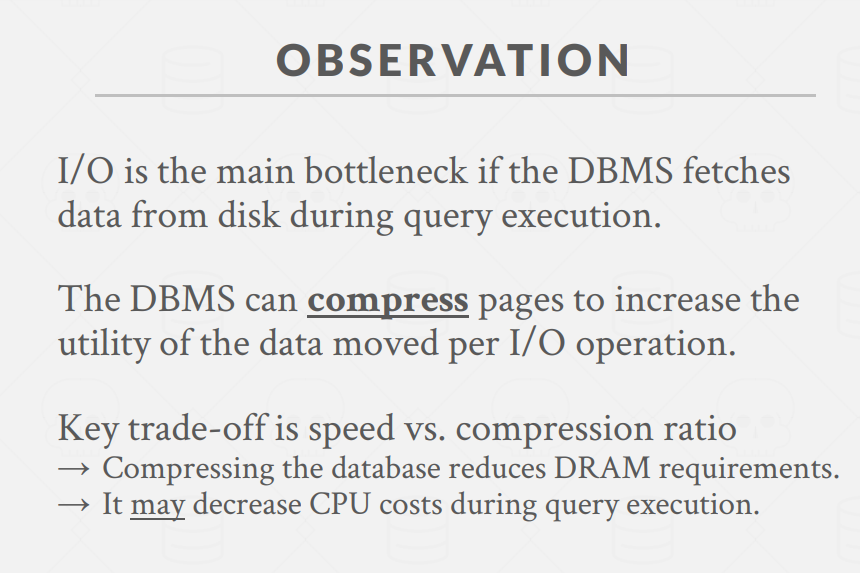 OBSERVATION
I/O is the main bottleneck if the DBMS fetches
data from disk during query execution.
The DBMS can compress pages to increase the
utility of the data moved per I/O operation.
Key trade-off is speed vs. compression ratio
→ Compressing the database reduces DRAM requirements.
→ It may decrease CPU costs during query execution.